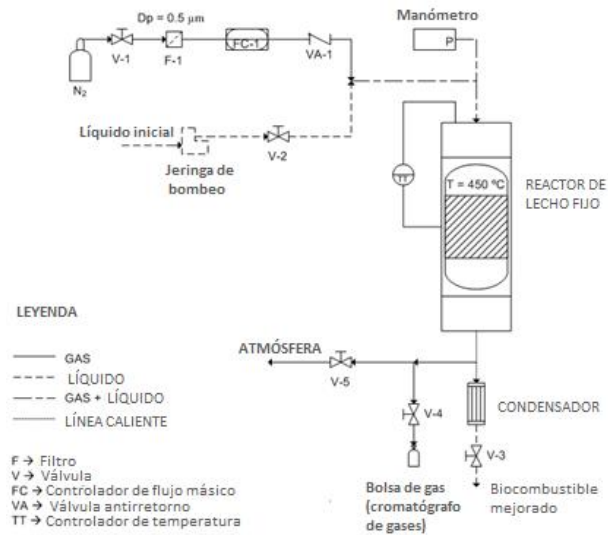 Dp = 0.5 µm
Manómetro
P
N₂
V-1
F-1
FC-1
VA-1
Líquido inicial
Jeringa de
bombeo
V-2
TT
T = 450 ºC
REACTOR DE
LECHO FIJO
LEYENDA
GAS
LÍQUIDO
GAS + LÍQUIDO
LÍNEA CALIENTE
F → Filtro
V → Válvula
FC → Controlador de flujo másico
VA → Válvula antirretorno
TT → Controlador de temperatura
ATMÓSFERA
V-5
V-4
CONDENSADOR
V-3
Bolsa de gas
(cromatógrafo
de gases)
Biocombustible
mejorado